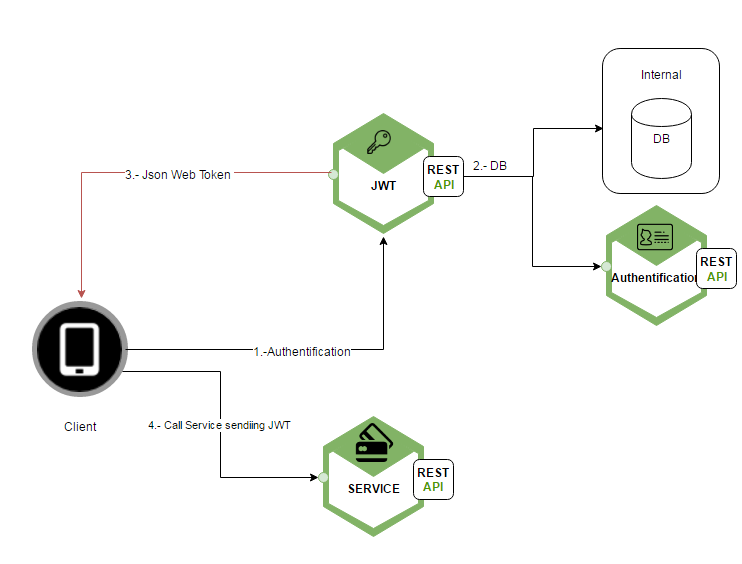 Internal
DB
REST
API
JWT
2.- DB
3.- Json Web Token
REST
API
Authentification
1.-Authentification
Client
4.- Call Service sendiing JWT
REST
API
SERVICE